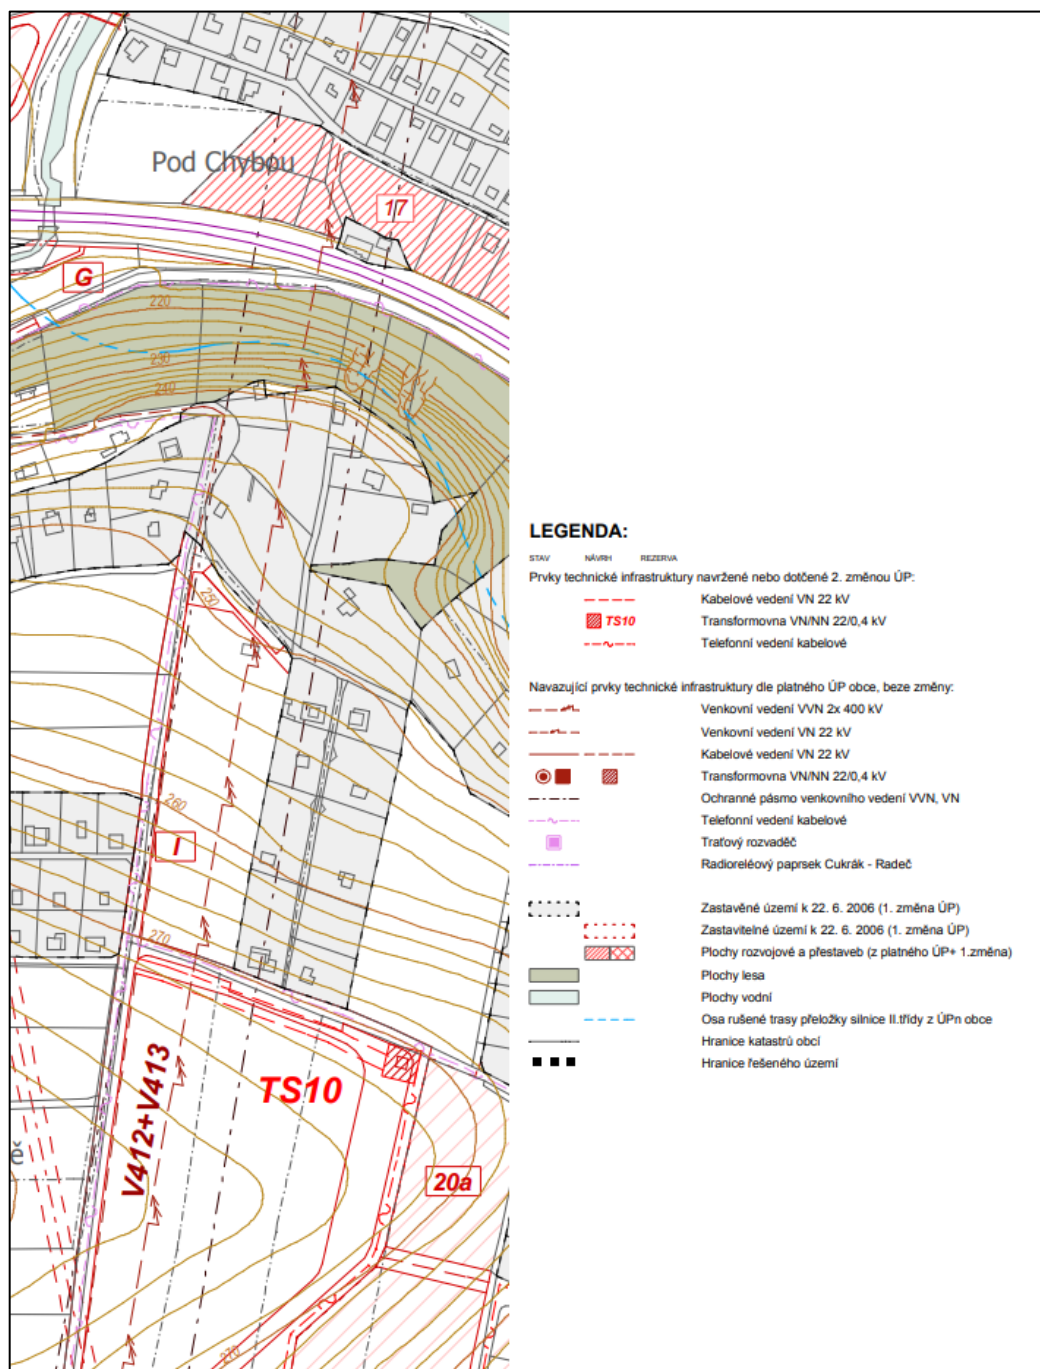 Pod Chybou
17
G
220
230
240
250
260
I
270
TS10
V412+V413
20a
270
LEGENDA:
STAV NÁVRH REZERVA
Prvky technické infrastruktury navržené nebo dotčené 2. změnou ÚP:
Kabelové vedení VN 22 kV
TS10 Transformovna VN/NN 22/0,4 kV
Telefonní vedení kabelové
Navazující prvky technické infrastruktury dle platného ÚP obce, beze změny:
Venkovní vedení VVN 2x 400 kV
Venkovní vedení VN 22 kV
Kabelové vedení VN 22 kV
Transformovna VN/NN 22/0,4 kV
Ochranné pásmo venkovního vedení VVN, VN
Telefonní vedení kabelové
Traťový rozvaděč
Radioreléový paprsek Cukrák - Radeč
Zastavěné území k 22. 6. 2006 (1. změna ÚP)
Zastavitelné území k 22. 6. 2006 (1. změna ÚP)
Plochy rozvojové a přestaveb (z platného ÚP+ 1.změna)
Plochy lesa
Plochy vodní
Osa rušené trasy přeložky silnice II.třídy z ÚPn obce
Hranice katastrů obcí
Hranice řešeného území